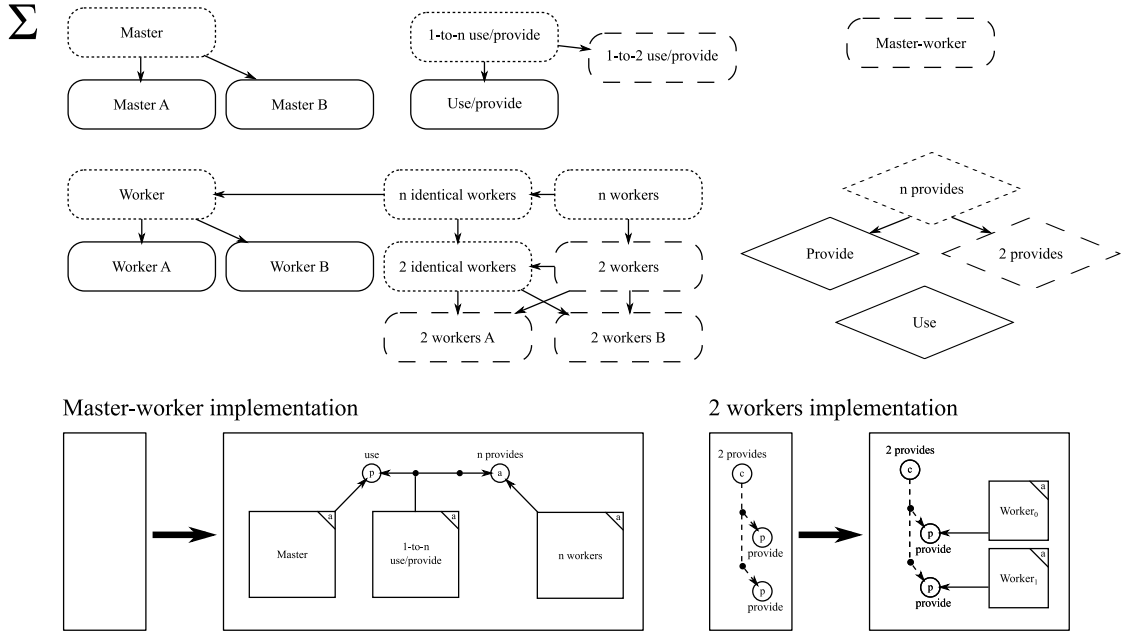 Σ
Master
1-to-n use/provide
1-to-2 use/provide
Master-worker
Master A
Master B
Use/provide
Worker
n identical workers
n workers
n provides
Worker A
Worker B
2 identical workers
2 workers
Provide
2 provides
2 workers A
2 workers B
Use
Master-worker implementation
2 workers implementation
use
p
n provides
a
Master
a
1-to-n
use/provide
a
n workers
a
2 provides
c
p
provide
p
provide
2 provides
c
p
provide
p
provide
Worker₀
a
Worker₁
a